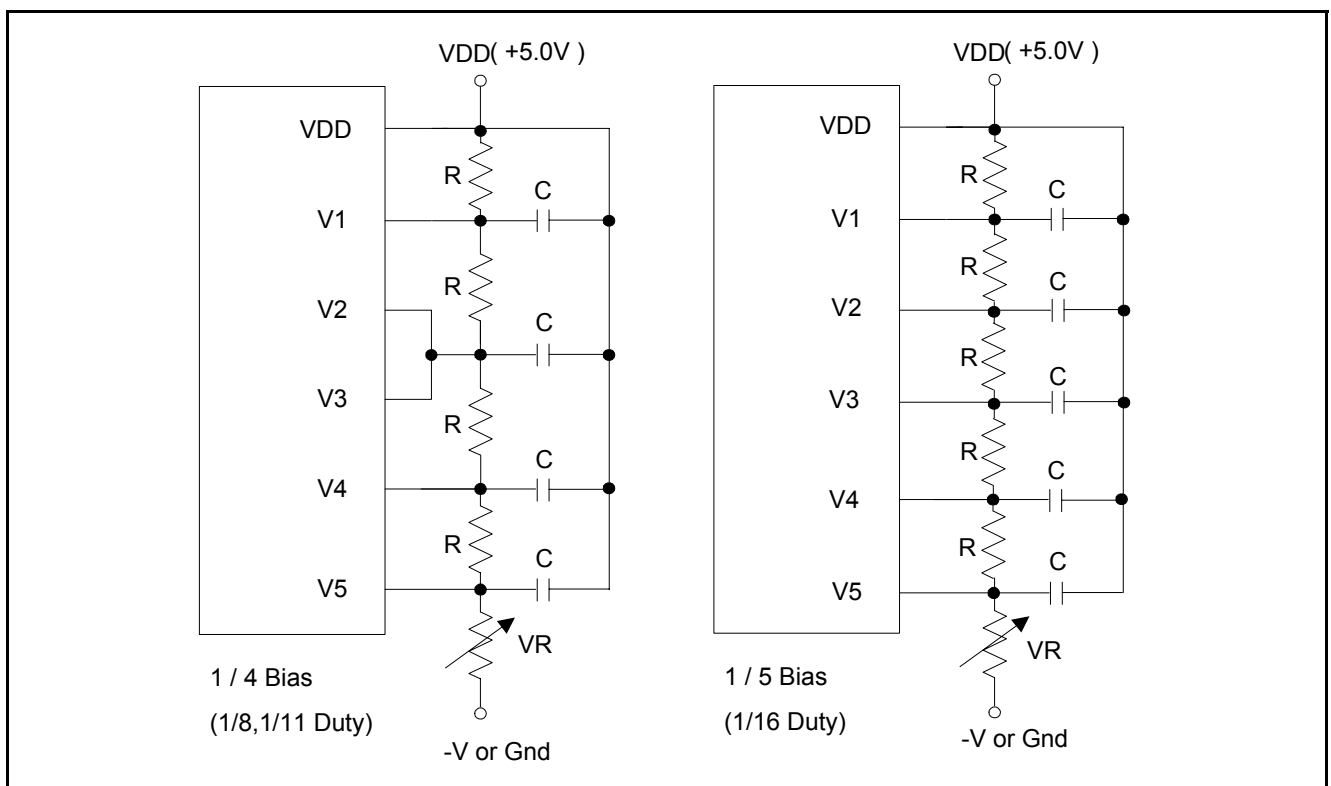 VDD( +5.0V )
VDD
R
C
V1
R
V2
C
V3
R
V4
C
R
V5
C
VR
1 / 4 Bias
(1/8,1/11 Duty)
-V or Gnd
VDD( +5.0V )
VDD
R
C
V1
R
C
V2
R
C
V3
R
C
V4
R
C
V5
VR
1 / 5 Bias
(1/16 Duty)
-V or Gnd